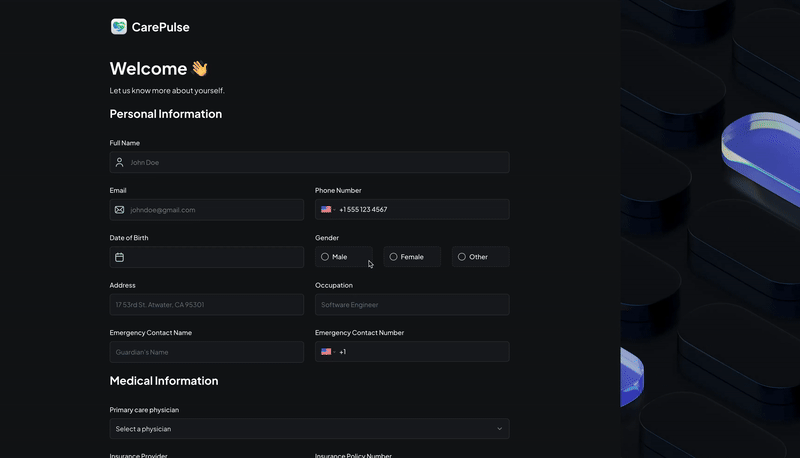 CarePulse
Welcome 👋
Let us know more about yourself.
Personal Information
Full Name
John Doe
Email
Phone Number
johndoe@gmail.com
+1 555 123 4567
Date of Birth
Gender
Male
Female
Other
Address
Occupation
17 53rd St. Atwater, CA 95301
Software Engineer
Emergency Contact Name
Emergency Contact Number
Guardian's Name
+1
Medical Information
Primary care physician
Select a physician
Insurance Provider
Insurance Policy Number